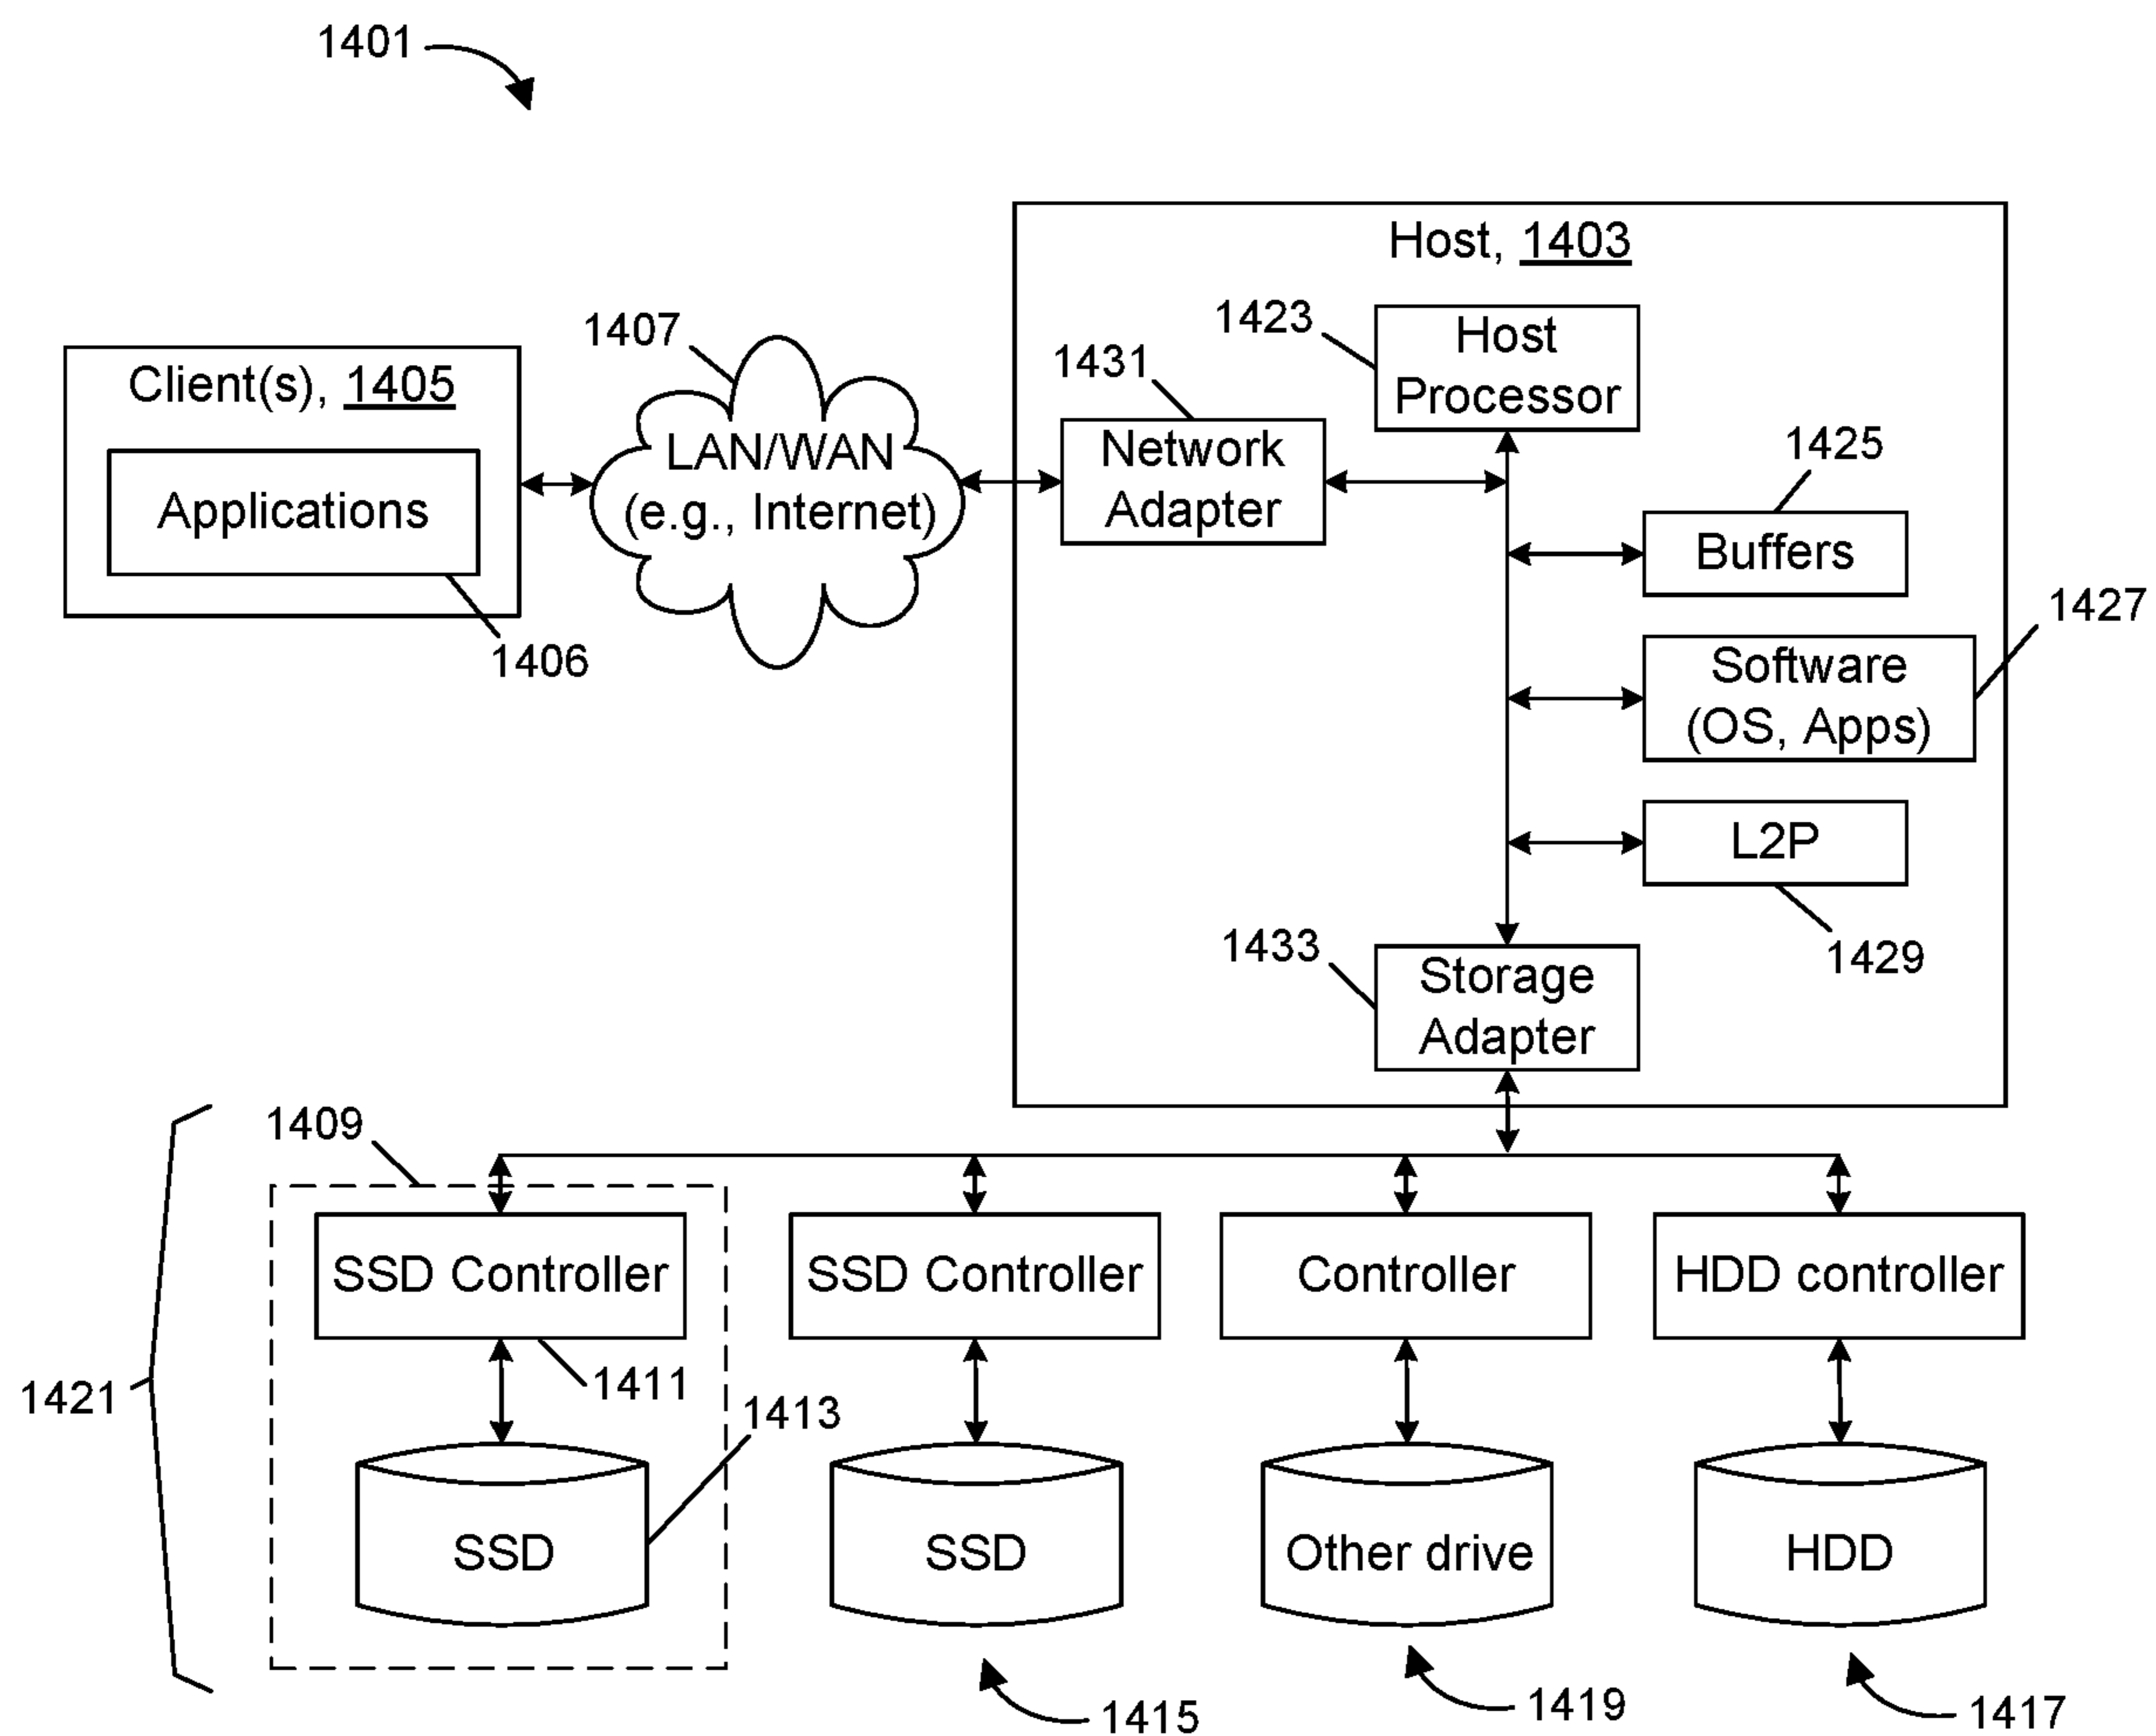 1401
Host, 1403
1407
1423
Host
Processor
1431
Client(s), 1405
Applications
1406
LAN/WAN
(e.g., Internet)
Network
Adapter
1425
Buffers
1427
Software
(OS, Apps)
L2P
1429
1433
Storage
Adapter
1409
SSD Controller
SSD Controller
Controller
HDD controller
1421
1411
1413
SSD
SSD
Other drive
HDD
1415
1419
1417